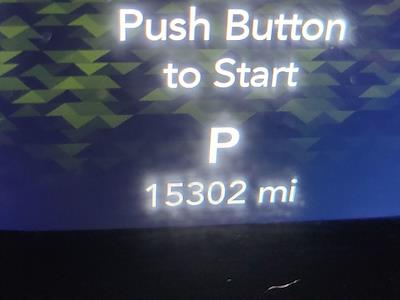 Push Button
to Start
P
15302 mi